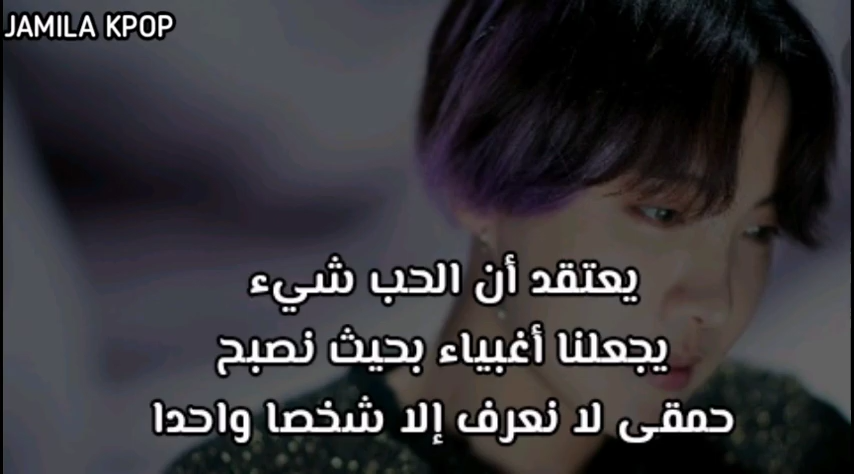 JAMILA KPOP
يعتقد أن الحب شيء
يجعلنا أغبياء بحيث نصبح
حمقى لا نعرف إلا شخصا واحدا